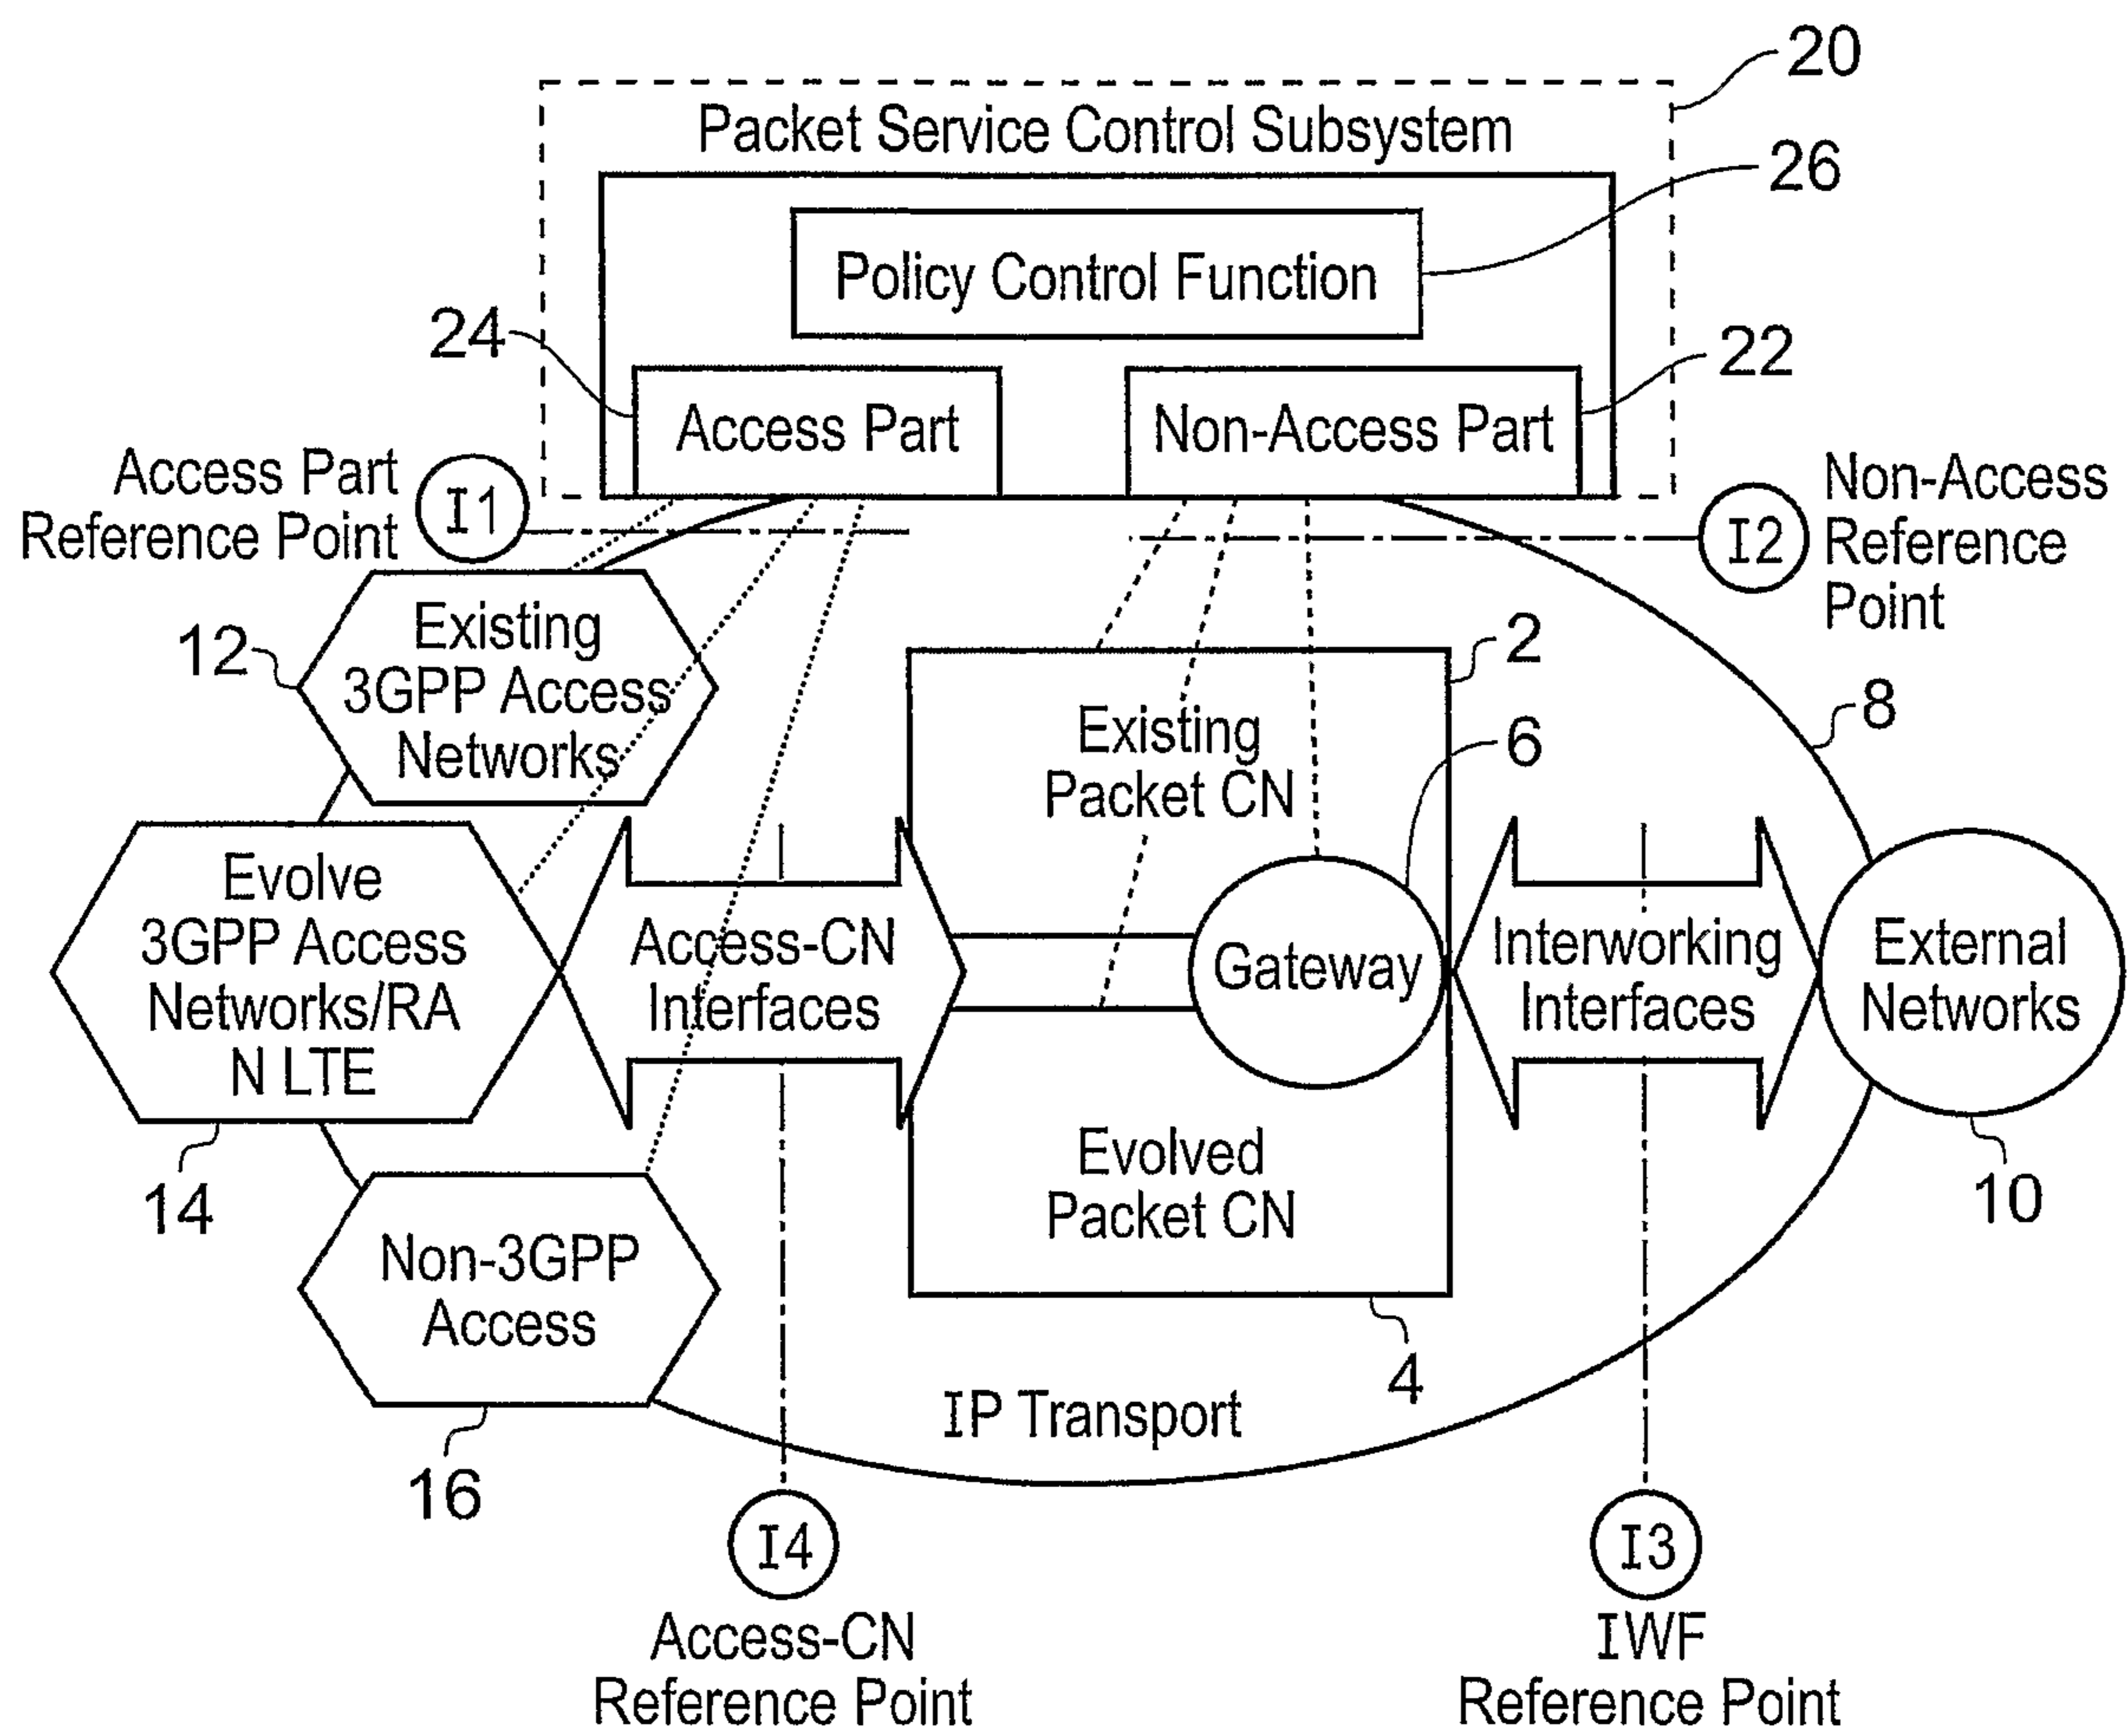 20
Packet Service Control Subsystem
26
Policy Control Function
24
22
Access Part
Non-Access Part
Access Part
Reference Point
I1
I2
Non-Access
Reference
Point
12
Existing
3GPP Access
Networks
2
8
Existing
Packet CN
6
Evolve
3GPP Access
Networks/RA
N LTE
Access-CN
Interfaces
Gateway
Interworking
Interfaces
External
Networks
14
Evolved
Packet CN
10
Non-3GPP
Access
4
IP Transport
16
I4
I3
Access-CN
Reference Point
IWF
Reference Point